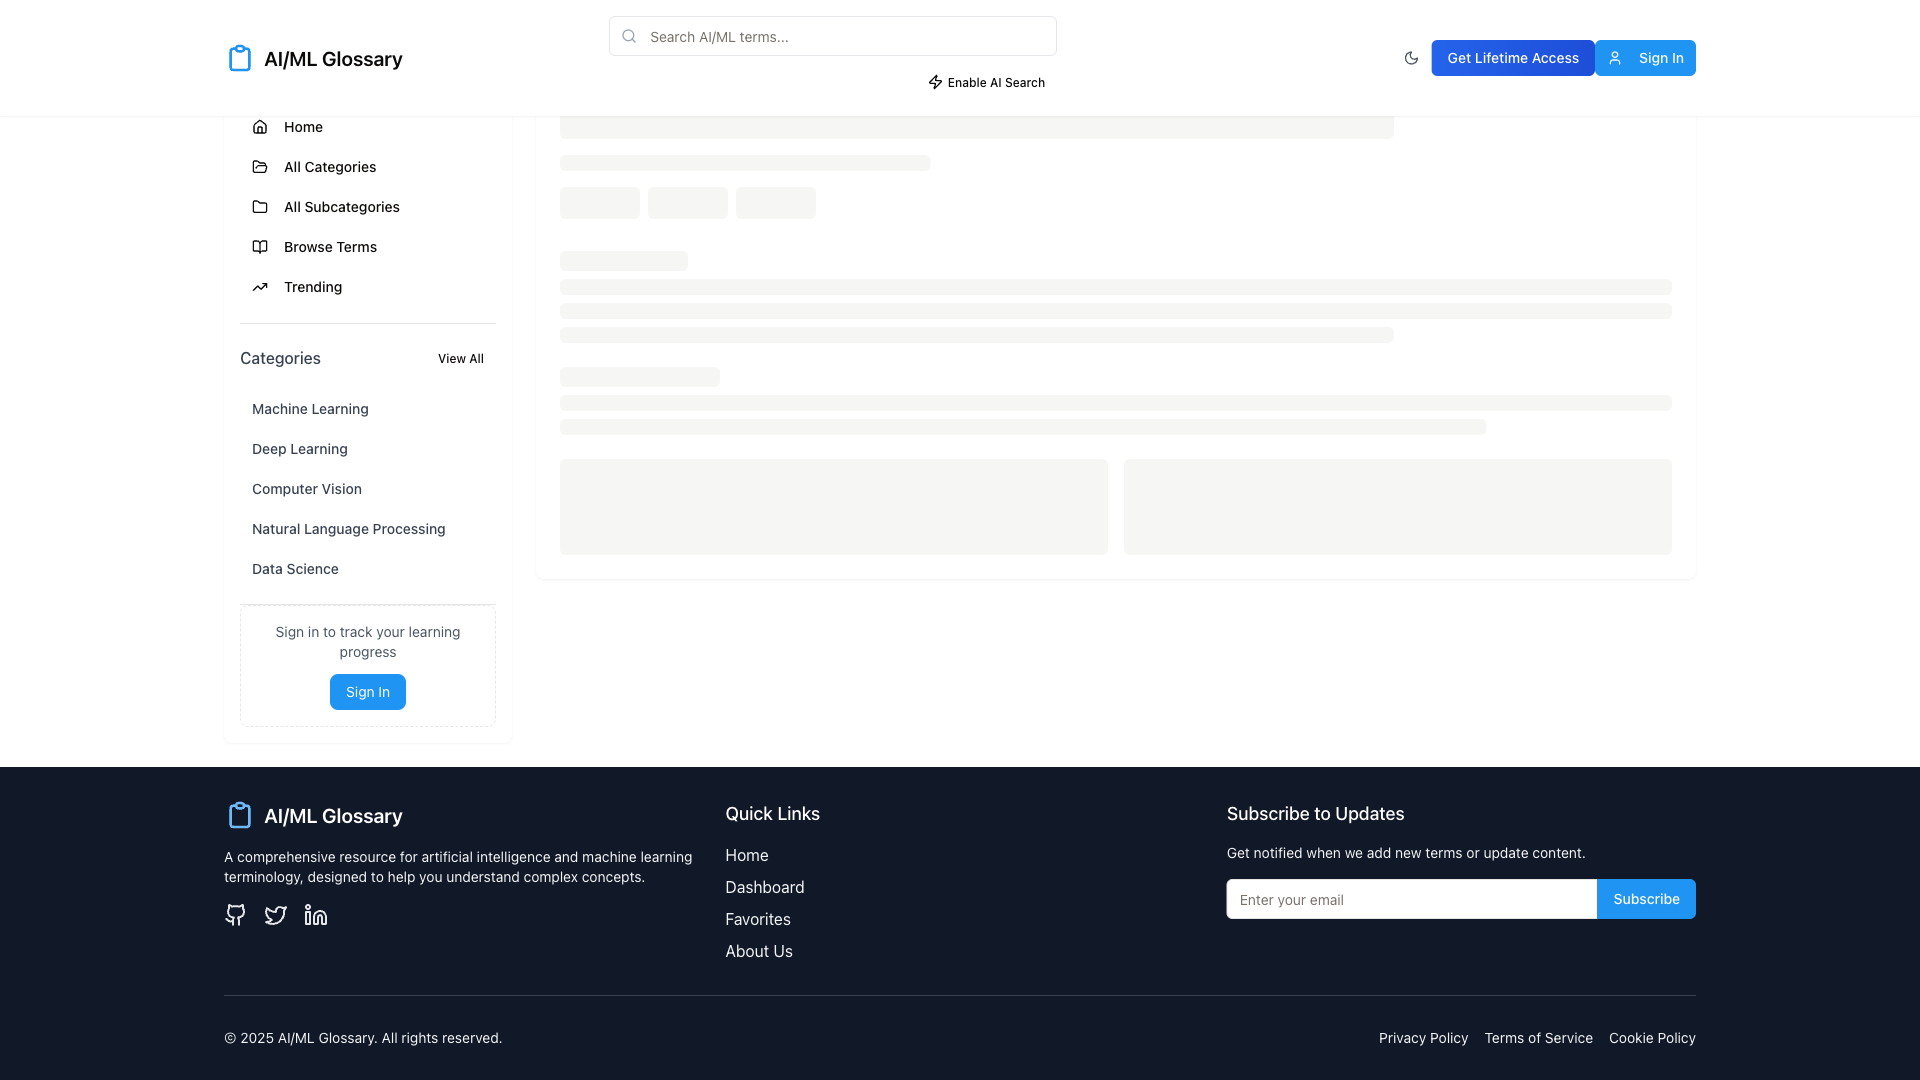 AI/ML Glossary
Search AI/ML terms...
Enable AI Search
Get Lifetime Access
Sign In
Home
All Categories
All Subcategories
Browse Terms
Trending
Categories
View All
Machine Learning
Deep Learning
Computer Vision
Natural Language Processing
Data Science
Sign in to track your learning
progress
Sign In
AI/ML Glossary
A comprehensive resource for artificial intelligence and machine learning
terminology, designed to help you understand complex concepts.
Quick Links
Home
Dashboard
Favorites
About Us
Subscribe to Updates
Get notified when we add new terms or update content.
Enter your email
Subscribe
© 2025 AI/ML Glossary. All rights reserved.
Privacy Policy
Terms of Service
Cookie Policy